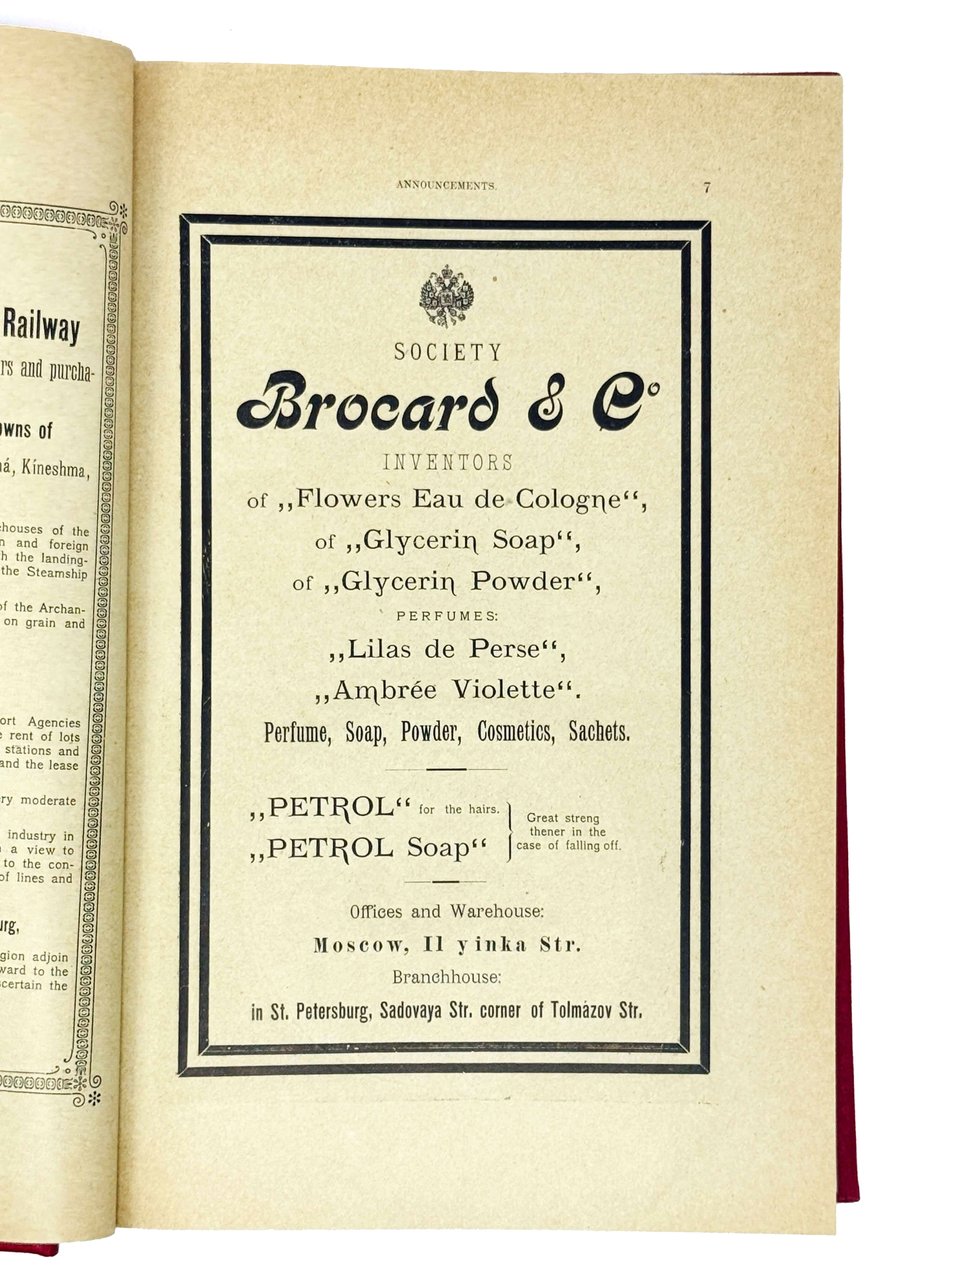 Railway
rs and purcha-
owns of
ná, Kíneshma,
ehouses of the
n and foreign
h the landing-
the Steamship
of the Archan-
on grain and
ort Agencies
e rent of lots
stations and
and the lease
ry moderate
industry in
a view to
to the con-
of lines and
urg,
gion adjoin
ward to the
certain the
ANNOUNCEMENTS.
7
SOCIETY
Brocard & Cº
INVENTORS
of „Flowers Eau de Cologne“,
of „Glycerin Soap“,
of „Glycerin Powder“,
PERFUMES:
„Lilas de Perse“,
„Ambrée Violette“.
Perfume, Soap, Powder, Cosmetics, Sachets.
„PETROL“ for the hairs.
„PETROL Soap“
Great streng
thener in the
case of falling off.
Offices and Warehouse:
Moscow, Il yinka Str.
Branchhouse:
in St. Petersburg, Sadovaya Str. corner of Tolmázov Str.